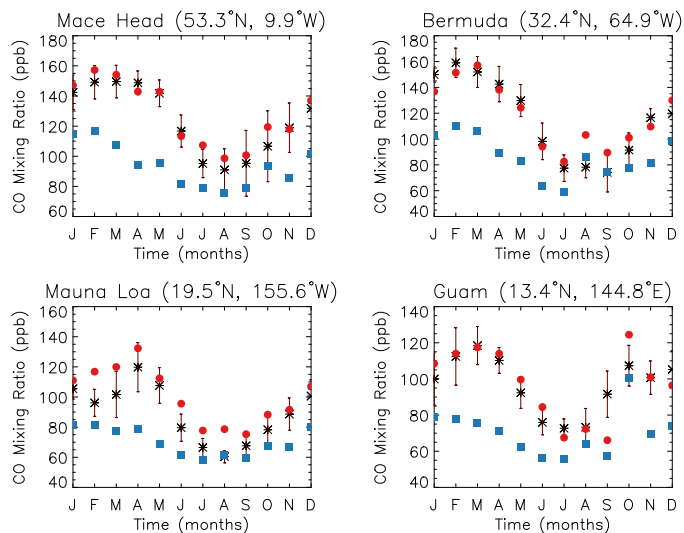 Mace Head (53.3°N, 9.9°W)
CO Mixing Ratio (ppb)
180
160
140
120
100
80
60
J F M A M J J A S O N D
Time (months)
Bermuda (32.4°N, 64.9°W)
CO Mixing Ratio (ppb)
180
160
140
120
100
80
60
40
J F M A M J J A S O N D
Time (months)
Mauna Loa (19.5°N, 155.6°W)
CO Mixing Ratio (ppb)
160
140
120
100
80
60
40
J F M A M J J A S O N D
Time (months)
Guam (13.4°N, 144.8°E)
CO Mixing Ratio (ppb)
140
120
100
80
60
40
J F M A M J J A S O N D
Time (months)